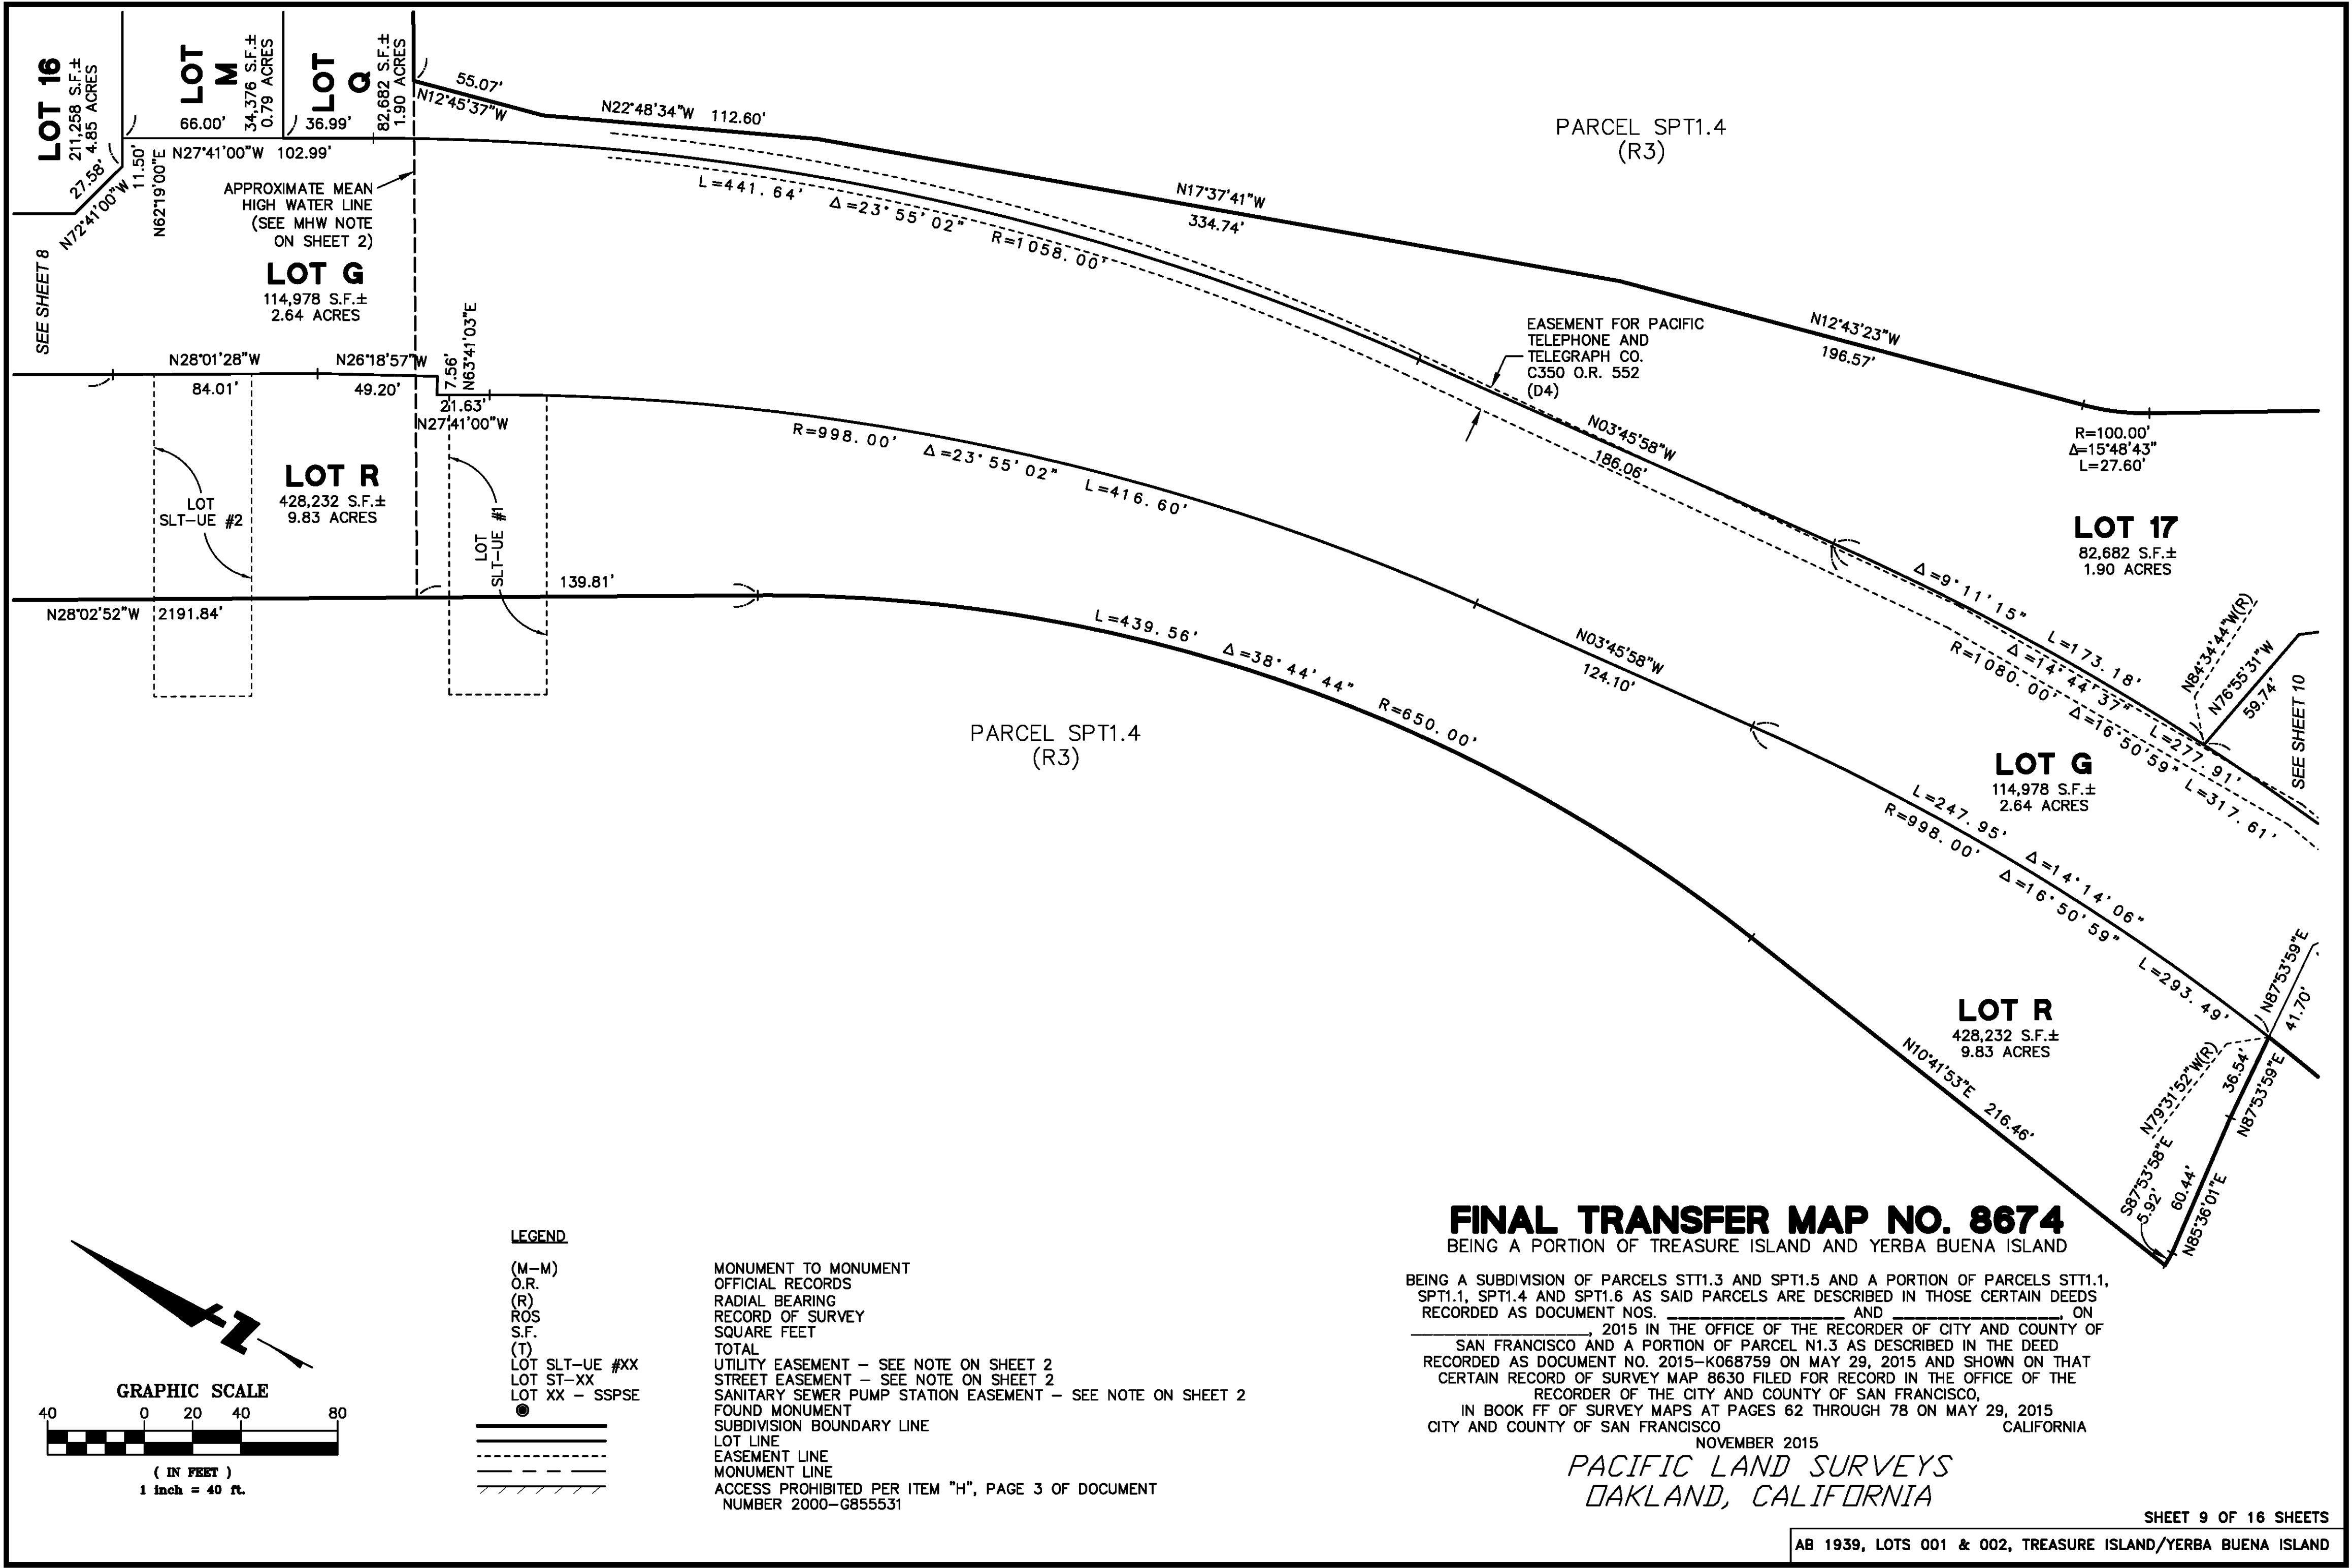 LOT 16
211,258 S.F.±
4.85 ACRES
LOT
M
34,376 S.F.±
0.79 ACRES
LOT
Q
82,682 S.F.±
1.90 ACRES
66.00'
36.99'
27.58'
N72°41'00"W
11.50'
N62°19'00"E
N27°41'00"W 102.99'
55.07'
N12°45'37"W
N22°48'34"W 112.60'
PARCEL SPT1.4
(R3)
APPROXIMATE MEAN
HIGH WATER LINE
(SEE MHW NOTE
ON SHEET 2)
L=441.64' Δ=23°55'02" R=1058.00'
N17°37'41"W
334.74'
SEE SHEET 8
LOT G
114,978 S.F.±
2.64 ACRES
N28°01'28"W
84.01'
N26°18'57"W
49.20'
7.56'
N63°41'03"E
21.63'
N27°41'00"W
EASEMENT FOR PACIFIC
TELEPHONE AND
TELEGRAPH CO.
C350 O.R. 552
(D4)
N12°43'23"W
196.57'
R=100.00'
Δ=15°48'43"
L=27.60'
R=998.00' Δ=23°55'02" L=416.60'
N03°45'58"W
186.06'
LOT R
428,232 S.F.±
9.83 ACRES
LOT
SLT-UE #2
LOT
SLT-UE #1
LOT 17
82,682 S.F.±
1.90 ACRES
139.81'
N28°02'52"W 2191.84'
L=439.56' Δ=38°44'44" R=650.00'
N03°45'58"W
124.10'
Δ=9°11'15" L=173.18'
Δ=14°44'37" L=277.91'
R=1080.00' Δ=16°50'59" L=317.61'
N84°34'44"W(R)
N76°55'31"W
59.74'
SEE SHEET 10
PARCEL SPT1.4
(R3)
LOT G
114,978 S.F.±
2.64 ACRES
L=247.95' Δ=14°14'06"
R=998.00' Δ=16°50'59" L=293.49'
N87°53'59"E
41.70'
LOT R
428,232 S.F.±
9.83 ACRES
N10°41'53"E 216.46'
N79°31'52"W(R)
36.54'
N87°53'59"E
S87°53'58"E
5.92'
60.44'
N85°36'01"E
N
GRAPHIC SCALE
40 0 20 40 80
( IN FEET )
1 inch = 40 ft.
LEGEND
(M-M) MONUMENT TO MONUMENT
O.R. OFFICIAL RECORDS
(R) RADIAL BEARING
ROS RECORD OF SURVEY
S.F. SQUARE FEET
(T) TOTAL
LOT SLT-UE #XX UTILITY EASEMENT - SEE NOTE ON SHEET 2
LOT ST-XX STREET EASEMENT - SEE NOTE ON SHEET 2
LOT XX - SSPSE SANITARY SEWER PUMP STATION EASEMENT - SEE NOTE ON SHEET 2
FOUND MONUMENT
SUBDIVISION BOUNDARY LINE
LOT LINE
EASEMENT LINE
MONUMENT LINE
ACCESS PROHIBITED PER ITEM "H", PAGE 3 OF DOCUMENT
NUMBER 2000-G855531
FINAL TRANSFER MAP NO. 8674
BEING A PORTION OF TREASURE ISLAND AND YERBA BUENA ISLAND
BEING A SUBDIVISION OF PARCELS STT1.3 AND SPT1.5 AND A PORTION OF PARCELS STT1.1,
SPT1.1, SPT1.4 AND SPT1.6 AS SAID PARCELS ARE DESCRIBED IN THOSE CERTAIN DEEDS
RECORDED AS DOCUMENT NOS. ________________ AND _______________, ON
________________, 2015 IN THE OFFICE OF THE RECORDER OF CITY AND COUNTY OF
SAN FRANCISCO AND A PORTION OF PARCEL N1.3 AS DESCRIBED IN THE DEED
RECORDED AS DOCUMENT NO. 2015-K068759 ON MAY 29, 2015 AND SHOWN ON THAT
CERTAIN RECORD OF SURVEY MAP 8630 FILED FOR RECORD IN THE OFFICE OF THE
RECORDER OF THE CITY AND COUNTY OF SAN FRANCISCO,
IN BOOK FF OF SURVEY MAPS AT PAGES 62 THROUGH 78 ON MAY 29, 2015
CITY AND COUNTY OF SAN FRANCISCO CALIFORNIA
NOVEMBER 2015
PACIFIC LAND SURVEYS
OAKLAND, CALIFORNIA
SHEET 9 OF 16 SHEETS
AB 1939, LOTS 001 & 002, TREASURE ISLAND/YERBA BUENA ISLAND